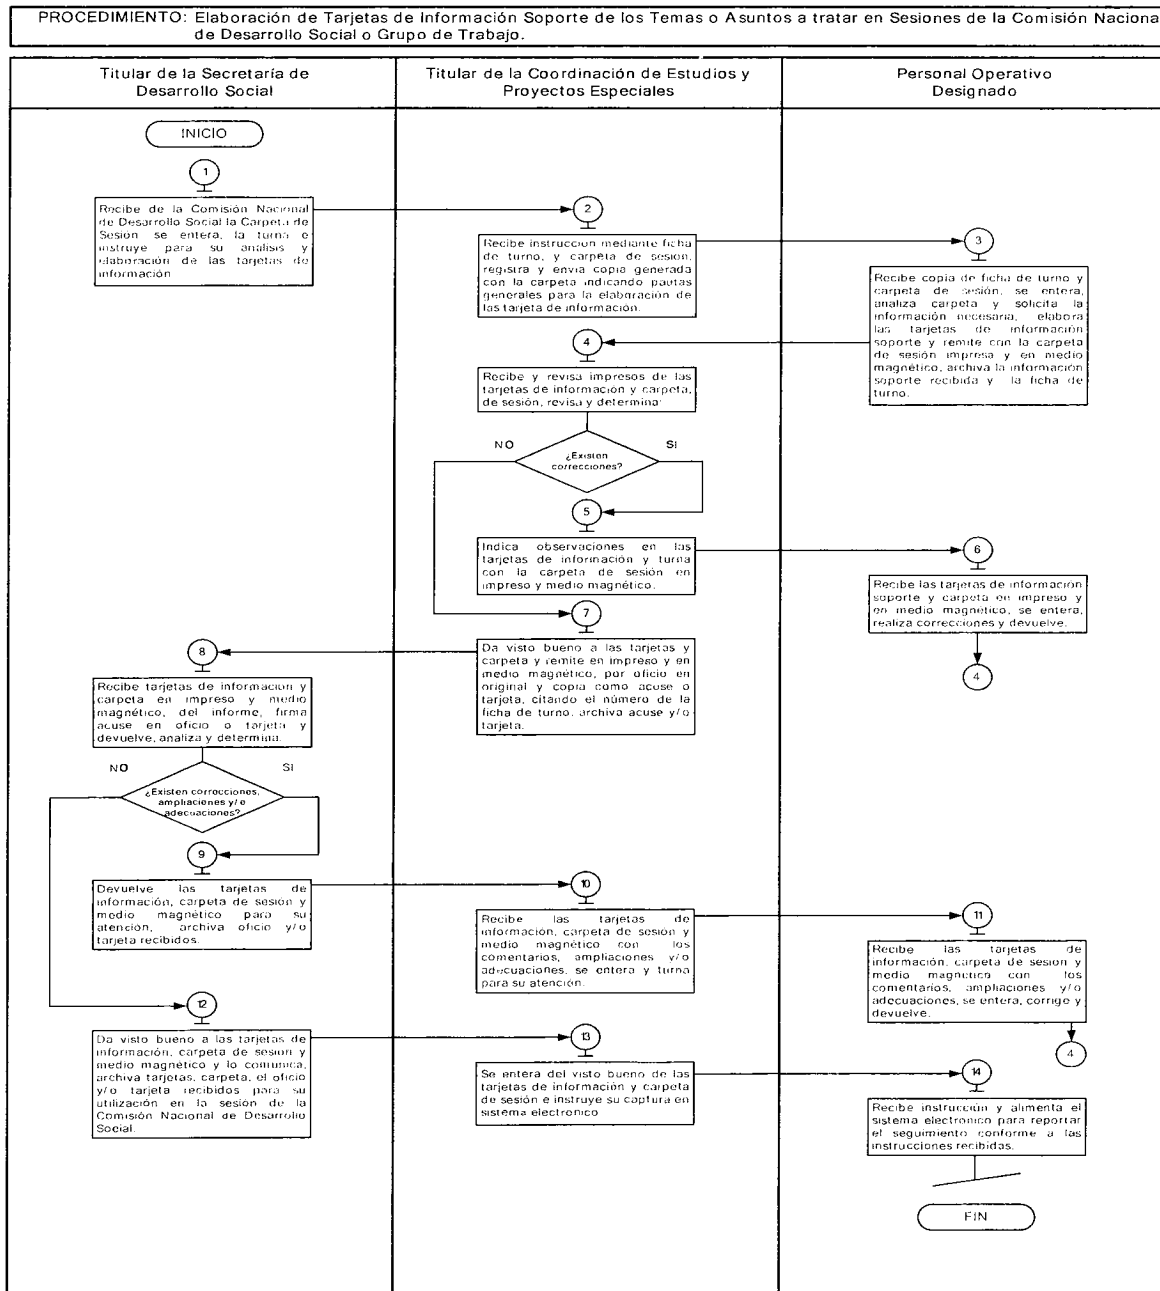 PROCEDIMIENTO: Elaboración de Tarjetas de Información Soporte de los Temas o Asuntos a tratar en Sesiones de la Comisión Naciona
de Desarrollo Social o Grupo de Trabajo.
Titular de la Secretaría de
Desarrollo Social
Titular de la Coordinación de Estudios y
Proyectos Especiales
Personal Operativo
Designado
INICIO
1
Recibe de la Comisión Nacional
de Desarrollo Social la Carpeta de
Sesión se entera, la turna e
instruye para su análisis y
elaboración de las tarjetas de
información
2
Recibe instrucción mediante ficha
de turno, y carpeta de sesión,
registra y envia copia generada
con la carpeta indicando pautas
generales para la elaboración de
las tarjeta de información.
3
Recibe copia de ficha de turno y
carpeta de sesión, se entera,
analiza carpeta y solicita la
información necesaria, elabora
las tarjetas de información
soporte y remite con la carpeta
de sesión impresa y en medio
magnético, archiva la información
soporte recibida y la ficha de
turno.
4
Recibe y revisa impresos de las
tarjetas de información y carpeta,
de sesión, revisa y determina:
NO
SI
¿Existen
correcciones?
5
Indica observaciones en las
tarjetas de información y turna
con la carpeta de sesión en
impreso y medio magnético.
6
Recibe las tarjetas de información
soporte y carpeta en impreso y
en medio magnético, se entera,
realiza correcciones y devuelve.
4
7
Da visto bueno a las tarjetas y
carpeta y remite en impreso y en
medio magnético, por oficio en
original y copia como acuse o
tarjeta, citando el número de la
ficha de turno, archiva acuse y/o
tarjeta.
8
Recibe tarjetas de información y
carpeta en impreso y medio
magnético, del informe, firma
acuse en oficio o tarjeta y
devuelve, analiza y determina:
NO
SI
¿Existen correcciones,
ampliaciones y/o
adecuaciones?
9
Devuelve las tarjetas de
información, carpeta de sesión y
medio magnético para su
atención, archiva oficio y/o
tarjeta recibidos.
10
Recibe las tarjetas de
información, carpeta de sesión y
medio magnético con los
comentarios, ampliaciones y/o
adecuaciones, se entera y turna
para su atención.
11
Recibe las tarjetas de
información, carpeta de sesión y
medio magnético con los
comentarios, ampliaciones y/o
adecuaciones, se entera, corrige y
devuelve.
4
12
Da visto bueno a las tarjetas de
información, carpeta de sesión y
medio magnético y lo comunica,
archiva tarjetas, carpeta, el oficio
y/o tarjeta recibidos para su
utilización en la sesión de la
Comisión Nacional de Desarrollo
Social.
13
Se entera del visto bueno de las
tarjetas de información y carpeta
de sesión e instruye su captura en
sistema electronico
14
Recibe instrucción y alimenta el
sistema electronico para reportar
el seguimiento conforme a las
instrucciones recibidas.
FIN